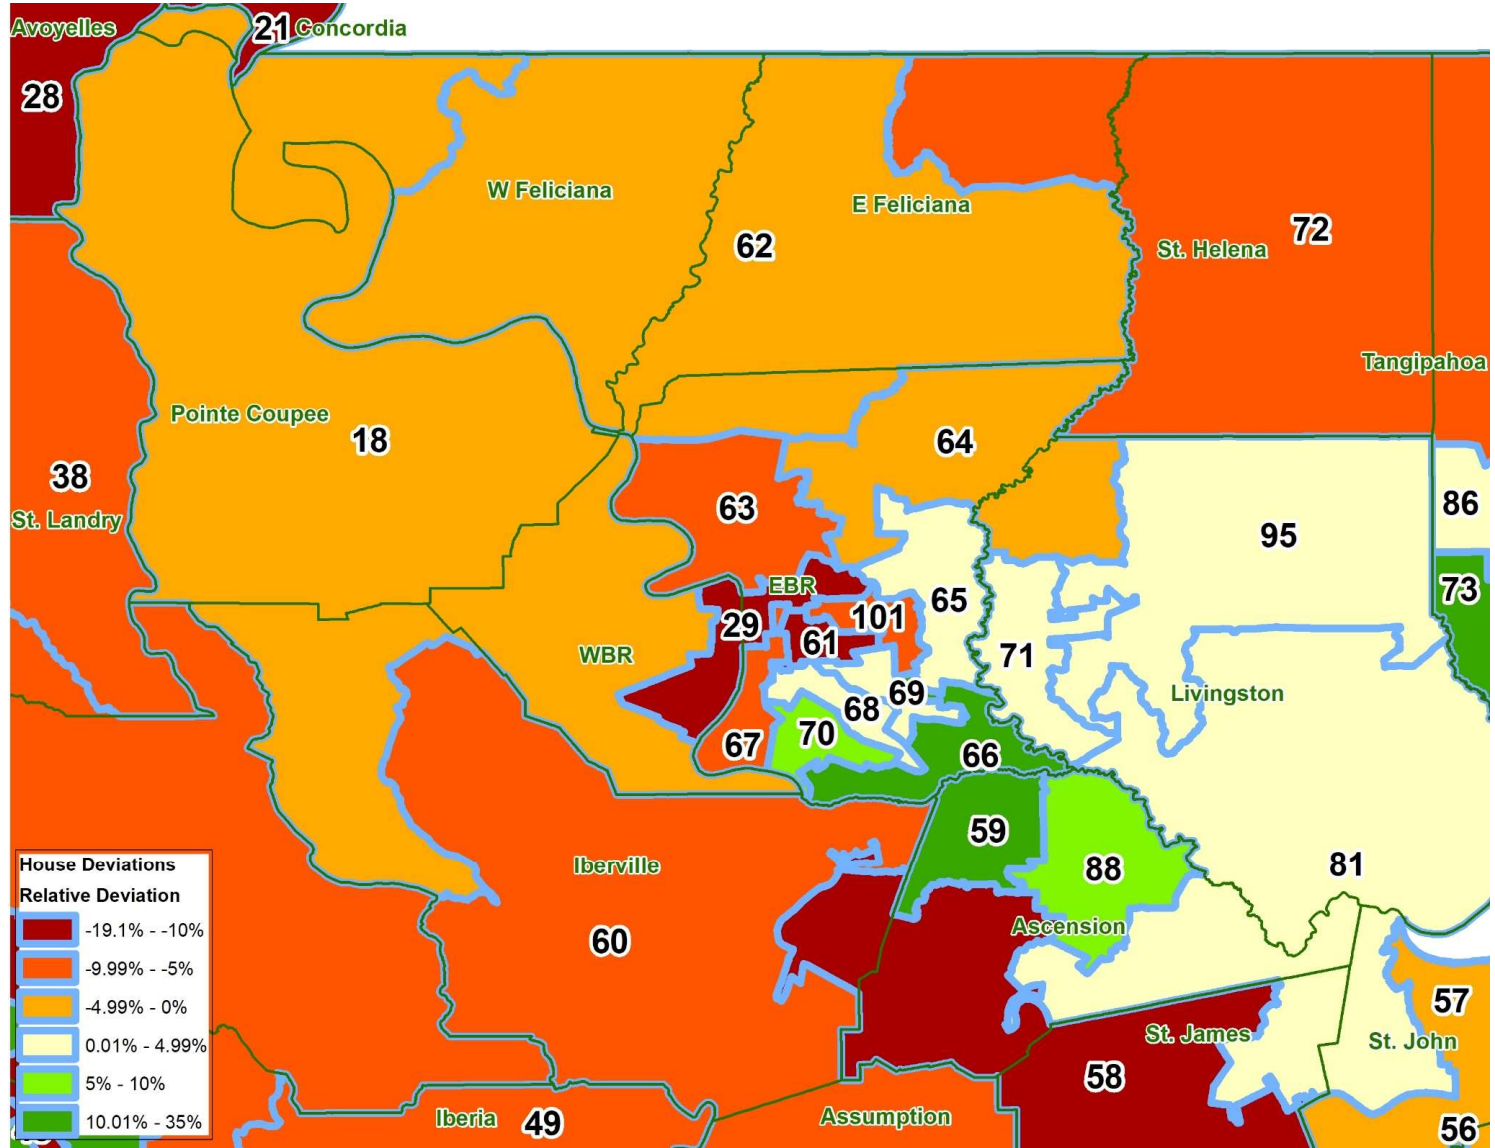 Avoyelles
21 Concordia
28
W Feliciana
E Feliciana
72
St. Helena
62
Tangipahoa
Pointe Coupee
18
64
38
63
86
St. Landry
95
EBR
73
65
101
29
61
71
WBR
69
Livingston
68
70
67
66
59
88
81
Iberville
60
Ascension
57
St. James
St. John
58
Iberia
49
Assumption
56
House Deviations
Relative Deviation
-19.1% - -10%
-9.99% - -5%
-4.99% - 0%
0.01% - 4.99%
5% - 10%
10.01% - 35%